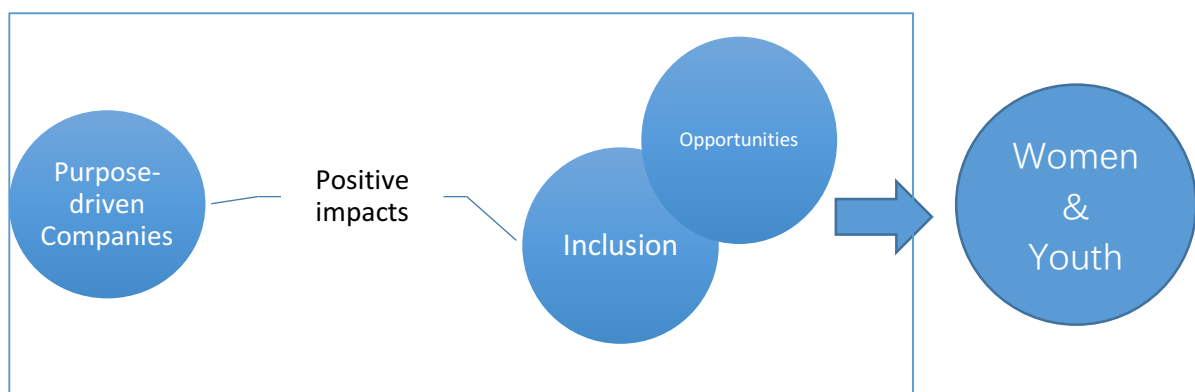 Purpose-
driven
Companies
Positive
impacts
Inclusion
Opportunities
Women
&
Youth